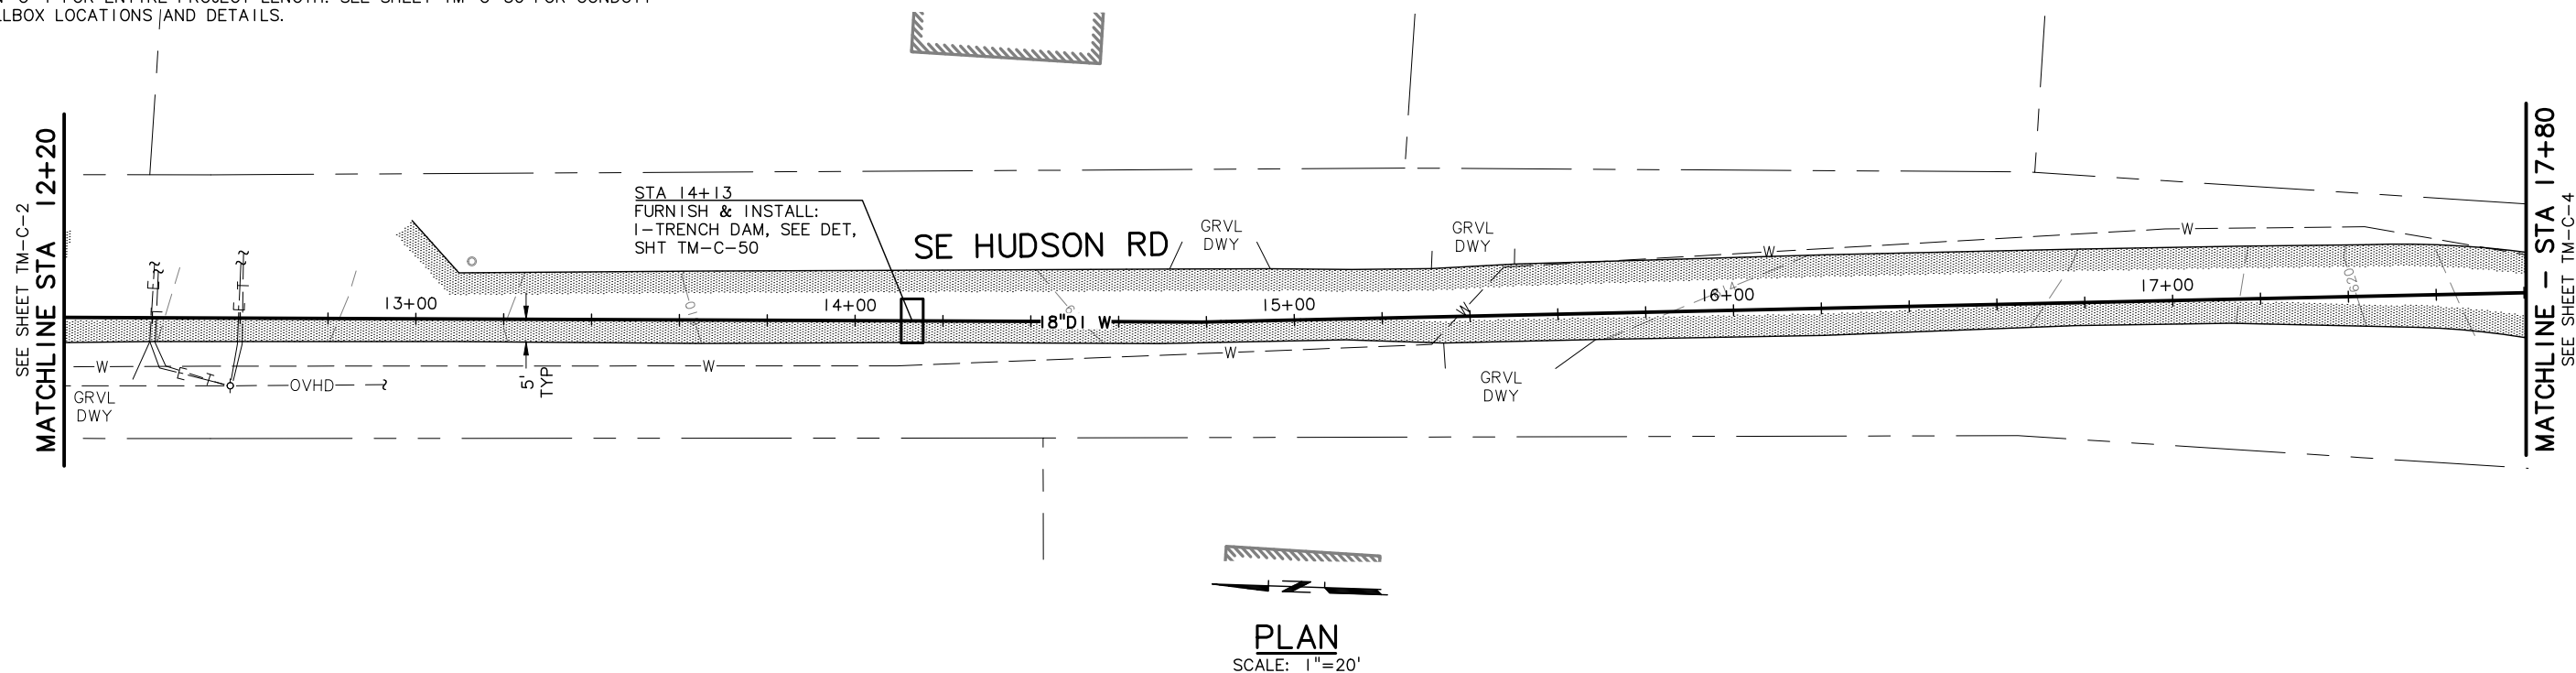 LLBOX LOCATIONS AND DETAILS.
SEE SHEET TM-C-2
MATCHLINE STA 12+20
STA 14+13
FURNISH & INSTALL:
1-TRENCH DAM, SEE DET,
SHT TM-C-50
SE HUDSON RD
GRVL
DWY
GRVL
DWY
W
W
E
T
E
T
13+00
14+00
15+00
16+00
17+00
18"DI W
W
W
W
W
E T
OVHD
5'
TYP
GRVL
DWY
GRVL
DWY
610
614
620
MATCHLINE - STA 17+80
SEE SHEET TM-C-4
N
PLAN
SCALE: 1"=20'